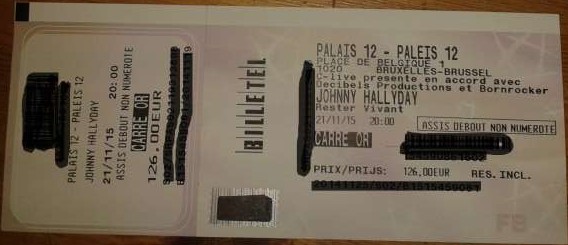 PALAIS 12 - PALEIS 12
JOHNNY HALLYDAY
21/11/15 20:00
ASSIS DEBOUT NON NUMEROTE
CARRE OR
126,00EUR
BILLETEL
PALAIS 12 - PALEIS 12
PLACE DE BELGIQUE 1
1020 BRUXELLES-BRUSSEL
C-live presente en accord avec
Decibels Productions et Bornrocker
JOHNNY HALLYDAY
Rester Vivant
21/11/15 20:00
ASSIS DEBOUT NON NUMEROTE
CARRE OR
PRIX/PRIJS: 126,00EUR RES. INCL.
FB